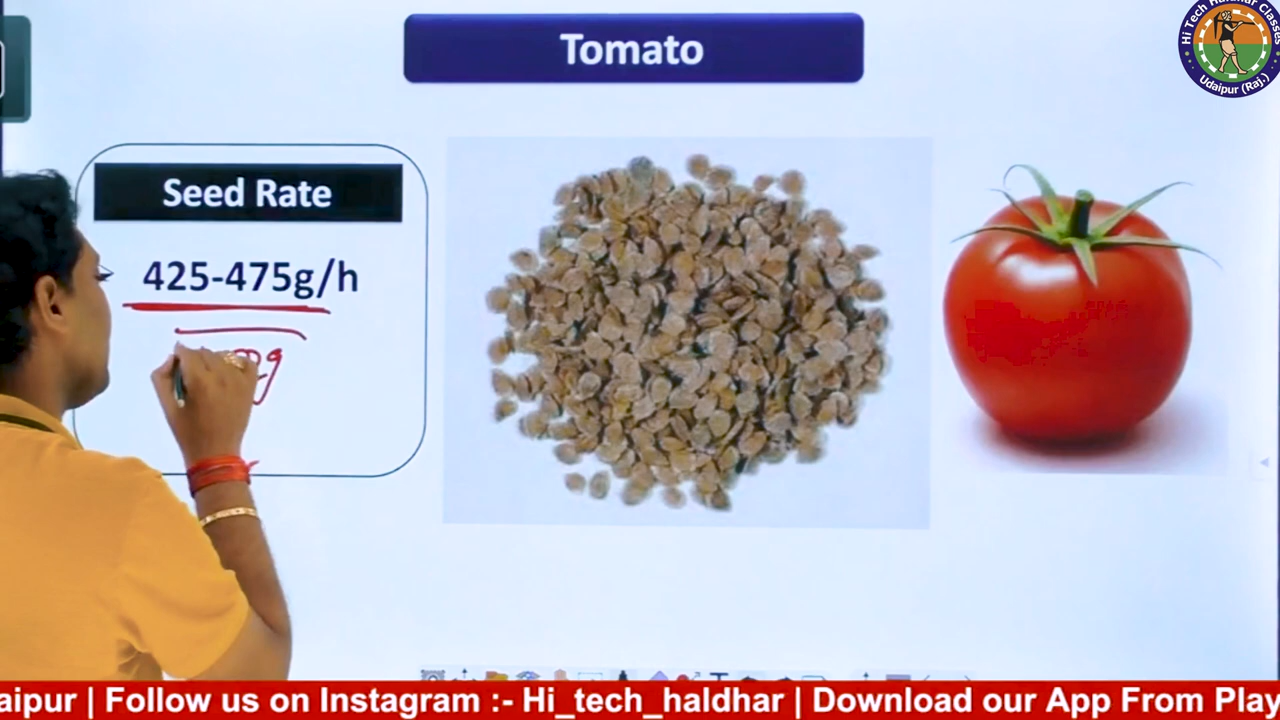 Tomato
Hi Tech Haldhar Classes
Udaipur (Raj.)
Seed Rate
425-475g/h
aipur | Follow us on Instagram :- Hi_tech_haldhar | Download our App From Play